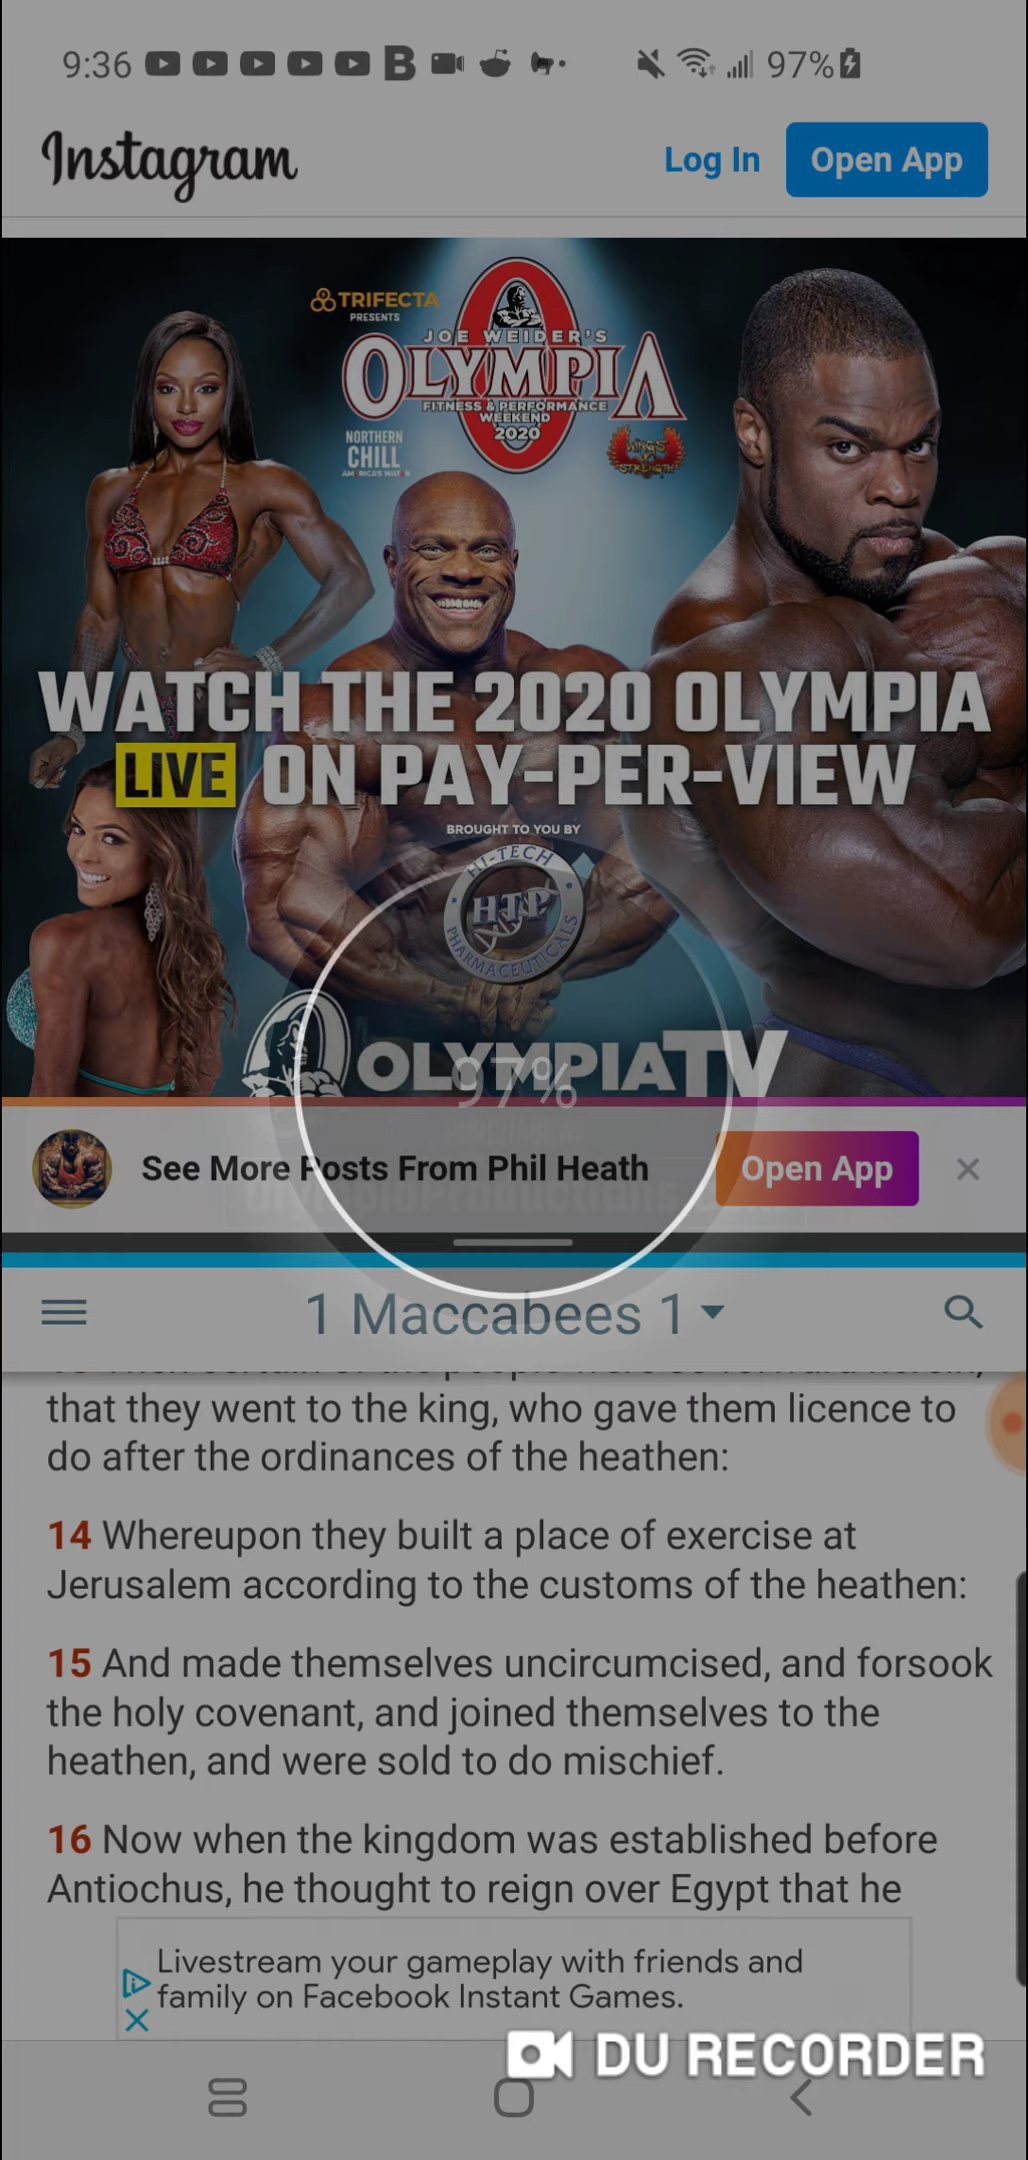 9:36 B 97%
Instagram Log In Open App
TRIFECTA
PRESENTS
JOE WEIDER'S
OLYMPIA
FITNESS & PERFORMANCE
WEEKEND
2020
NORTHERN
CHILL
AMERICA'S WATER
WINGS
OF
STRENGTH
WATCH THE 2020 OLYMPIA
LIVE ON PAY-PER-VIEW
BROUGHT TO YOU BY
HI-TECH
HTP
PHARMACEUTICALS
OLYMPIATV
97%
See More Posts From Phil Heath Open App
1 Maccabees 1
that they went to the king, who gave them licence to
do after the ordinances of the heathen:
14 Whereupon they built a place of exercise at
Jerusalem according to the customs of the heathen:
15 And made themselves uncircumcised, and forsook
the holy covenant, and joined themselves to the
heathen, and were sold to do mischief.
16 Now when the kingdom was established before
Antiochus, he thought to reign over Egypt that he
Livestream your gameplay with friends and
family on Facebook Instant Games.
DU RECORDER